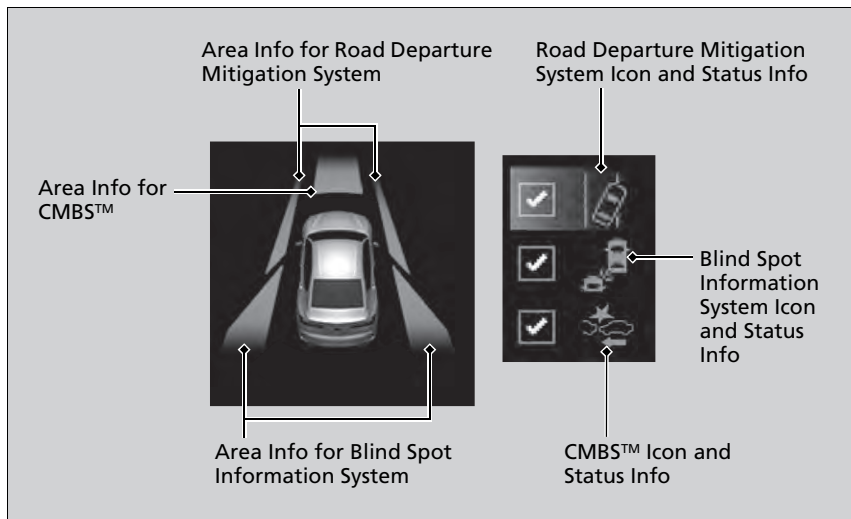 Area Info for Road Departure
Mitigation System
Road Departure Mitigation
System Icon and Status Info
Area Info for
CMBS™
Blind Spot
Information
System Icon
and Status
Info
Area Info for Blind Spot
Information System
CMBS™ Icon and
Status Info